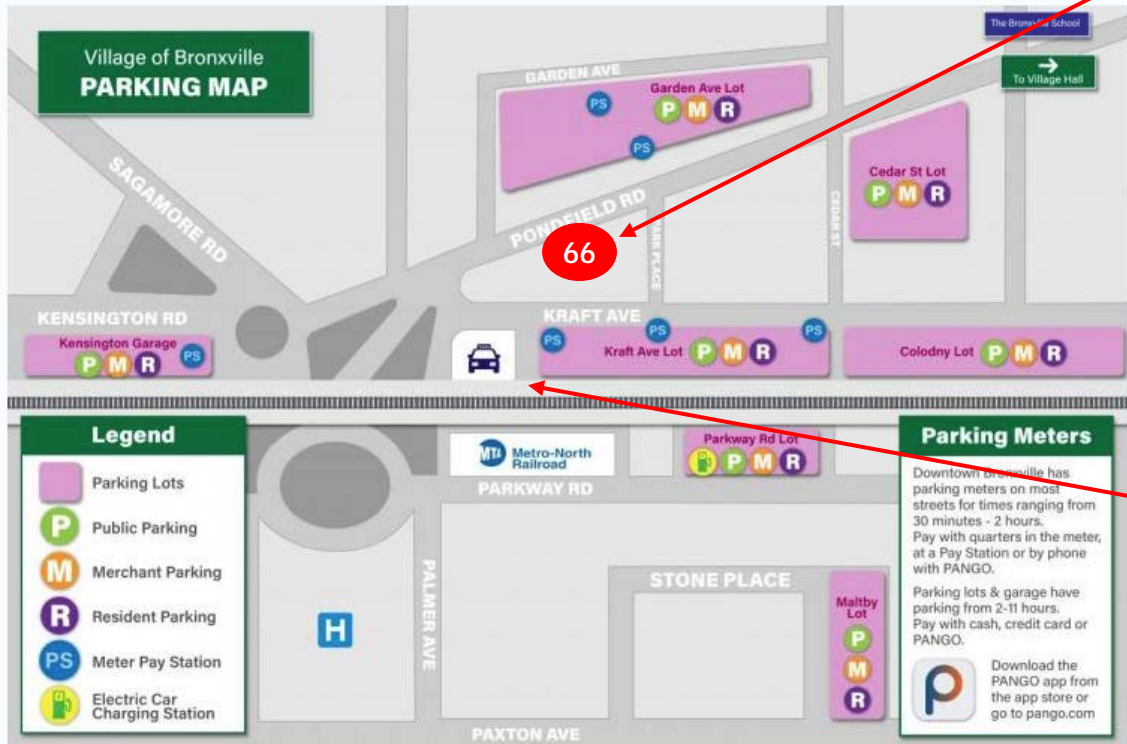 Village of Bronxville
PARKING MAP
The Bronxville School
→
To Village Hall
GARDEN AVE
Garden Ave Lot
P M R
PS
PS
SAGAMORE RD
PONDFIELD RD
PARK PLACE
CEDAR ST
Cedar St Lot
P M R
66
KENSINGTON RD
Kensington Garage
P M R PS
KRAFT AVE
PS
PS
PS
Kraft Ave Lot P M R
Colodny Lot P M R
Legend
Parking Lots
P Public Parking
M Merchant Parking
R Resident Parking
PS Meter Pay Station
Electric Car
Charging Station
MTA Metro-North
Railroad
Parkway Rd Lot
P M R
PARKWAY RD
PALMER AVE
H
STONE PLACE
Maltby
Lot
P
M
R
PAXTON AVE
Parking Meters
Downtown Bronxville has
parking meters on most
streets for times ranging from
30 minutes - 2 hours.
Pay with quarters in the meter,
at a Pay Station or by phone
with PANGO.
Parking lots & garage have
parking from 2-11 hours.
Pay with cash, credit card or
PANGO.
Download the
PANGO app from
the app store or
go to pango.com